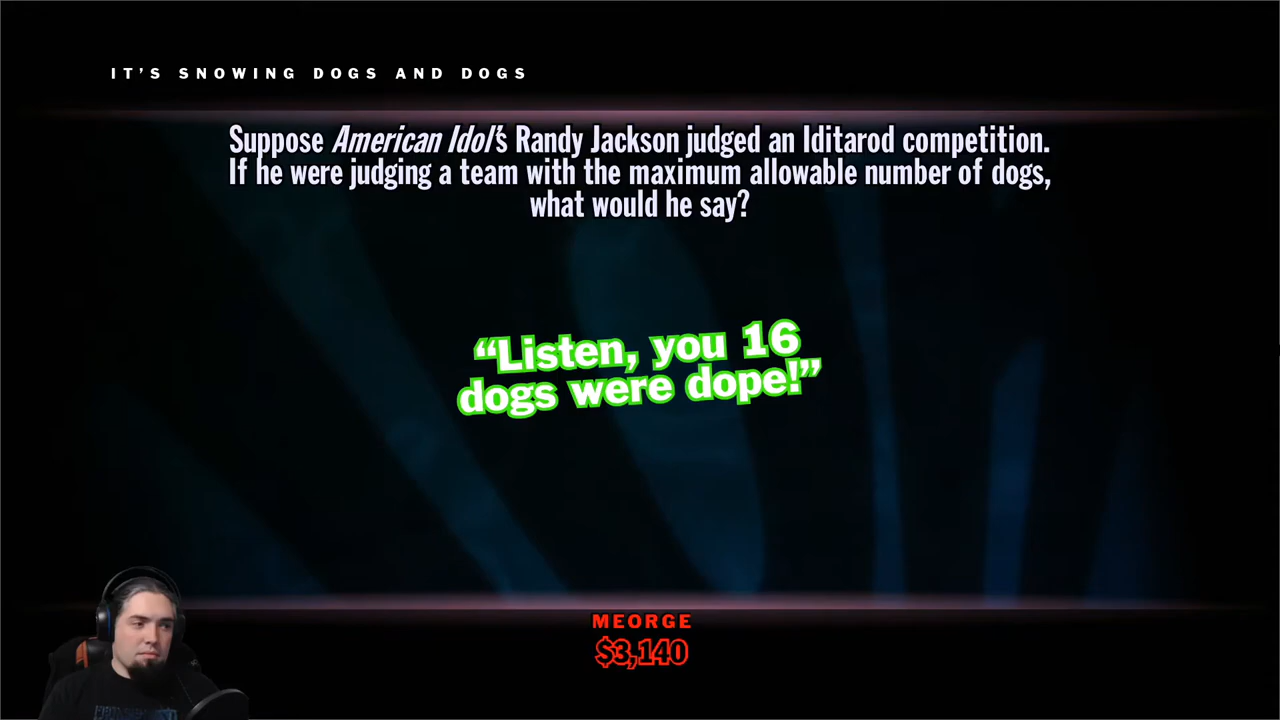 IT'S SNOWING DOGS AND DOGS
Suppose American Idol's Randy Jackson judged an Iditarod competition.
If he were judging a team with the maximum allowable number of dogs,
what would he say?
“Listen, you 16
dogs were dope!”
MEORGE
$3,140